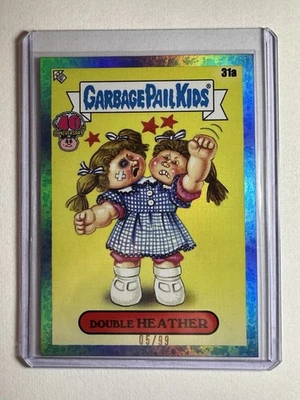 31a
GARBAGE PAIL KIDS
40
DOUBLE HEATHER
05/99